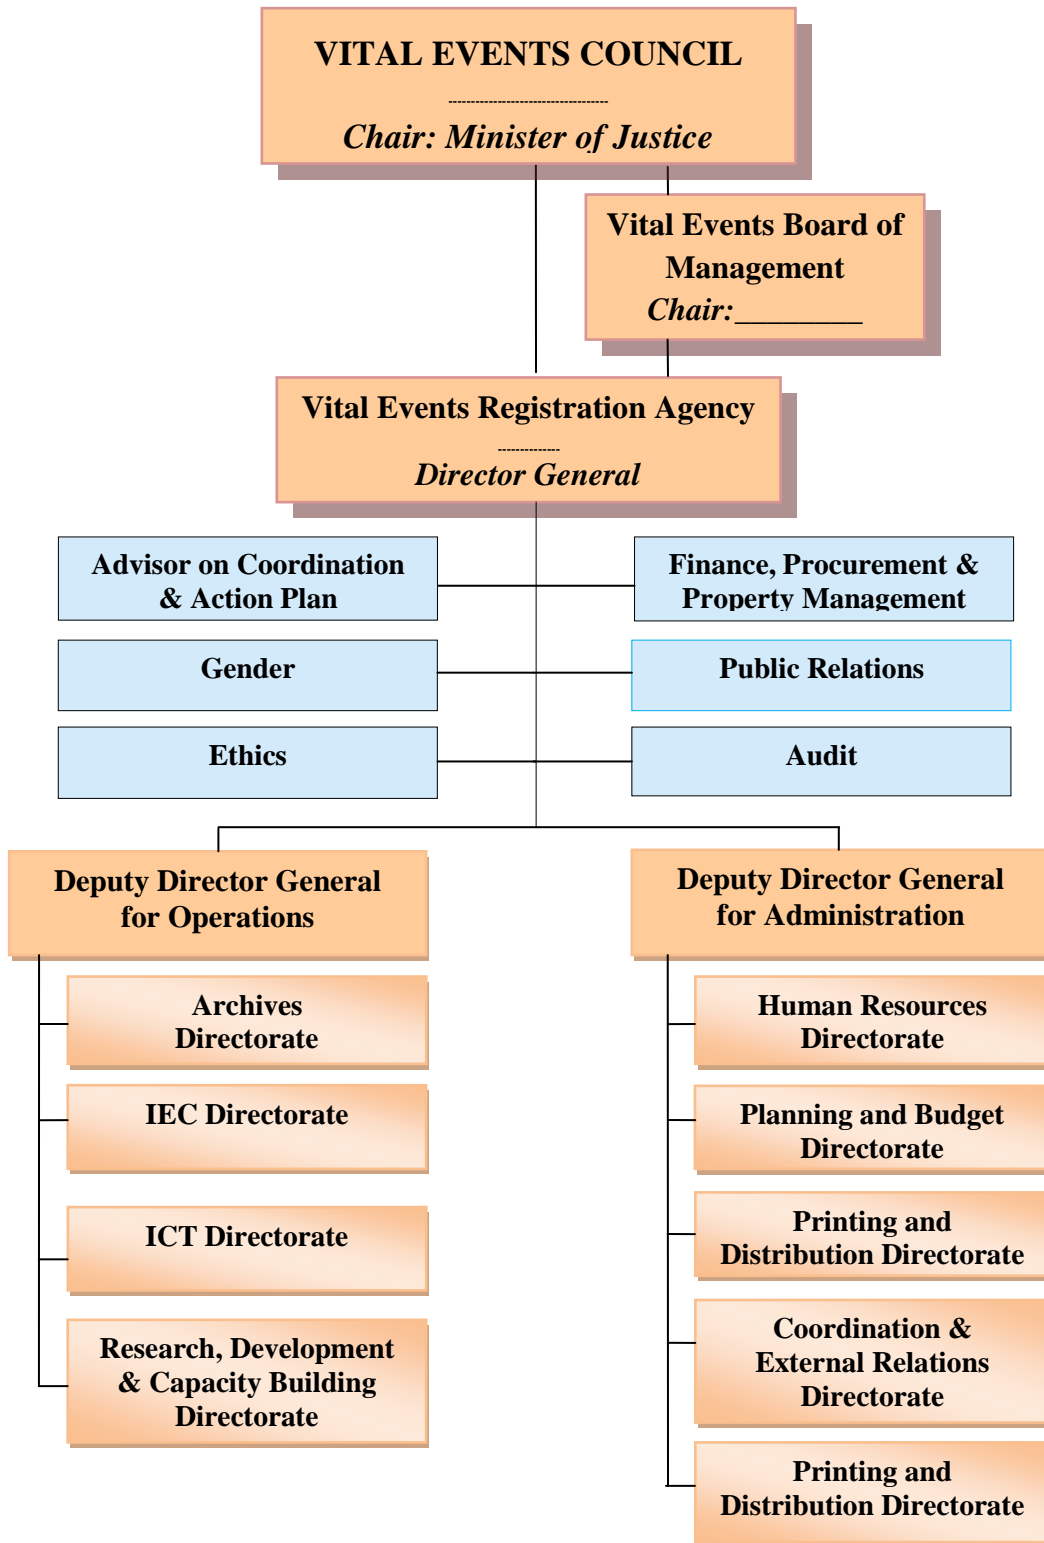 VITAL EVENTS COUNCIL
------------------------------------
Chair: Minister of Justice
Vital Events Board of
Management
Chair:________
Vital Events Registration Agency
--------------
Director General
Advisor on Coordination
& Action Plan
Finance, Procurement &
Property Management
Gender
Public Relations
Ethics
Audit
Deputy Director General
for Operations
Deputy Director General
for Administration
Archives
Directorate
IEC Directorate
ICT Directorate
Research, Development
& Capacity Building
Directorate
Human Resources
Directorate
Planning and Budget
Directorate
Printing and
Distribution Directorate
Coordination &
External Relations
Directorate
Printing and
Distribution Directorate